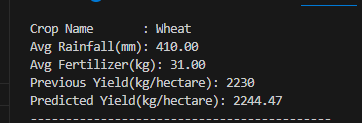 Crop Name : Wheat
Avg Rainfall(mm): 410.00
Avg Fertilizer(kg): 31.00
Previous Yield(kg/hectare): 2230
Predicted Yield(kg/hectare): 2244.47
----------------------------------------